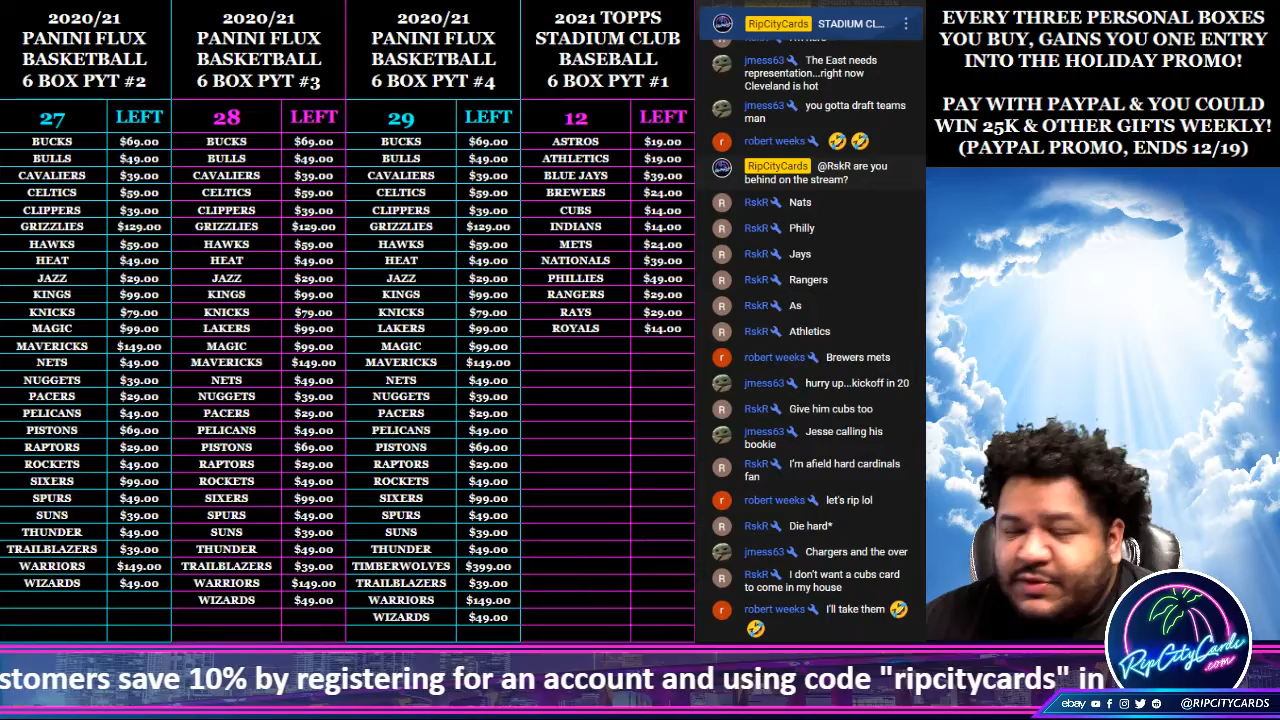 2020/21
PANINI FLUX
BASKETBALL
6 BOX PYT #2
27 LEFT
BUCKS $69.00
BULLS $49.00
CAVALIERS $39.00
CELTICS $59.00
CLIPPERS $39.00
GRIZZLIES $129.00
HAWKS $59.00
HEAT $49.00
JAZZ $29.00
KINGS $99.00
KNICKS $79.00
MAGIC $99.00
MAVERICKS $149.00
NETS $49.00
NUGGETS $39.00
PACERS $29.00
PELICANS $49.00
PISTONS $69.00
RAPTORS $29.00
ROCKETS $49.00
SIXERS $99.00
SPURS $49.00
SUNS $39.00
THUNDER $49.00
TRAILBLAZERS $39.00
WARRIORS $149.00
WIZARDS $49.00
2020/21
PANINI FLUX
BASKETBALL
6 BOX PYT #3
28 LEFT
BUCKS $69.00
BULLS $49.00
CAVALIERS $39.00
CELTICS $59.00
CLIPPERS $39.00
GRIZZLIES $129.00
HAWKS $59.00
HEAT $49.00
JAZZ $29.00
KINGS $99.00
KNICKS $79.00
LAKERS $99.00
MAGIC $99.00
MAVERICKS $149.00
NETS $49.00
NUGGETS $39.00
PACERS $29.00
PELICANS $49.00
PISTONS $69.00
RAPTORS $29.00
ROCKETS $49.00
SIXERS $99.00
SPURS $49.00
SUNS $39.00
THUNDER $49.00
TRAILBLAZERS $39.00
WARRIORS $149.00
WIZARDS $49.00
2020/21
PANINI FLUX
BASKETBALL
6 BOX PYT #4
29 LEFT
BUCKS $69.00
BULLS $49.00
CAVALIERS $39.00
CELTICS $59.00
CLIPPERS $39.00
GRIZZLIES $129.00
HAWKS $59.00
HEAT $49.00
JAZZ $29.00
KINGS $99.00
KNICKS $79.00
LAKERS $99.00
MAGIC $99.00
MAVERICKS $149.00
NETS $49.00
NUGGETS $39.00
PACERS $29.00
PELICANS $49.00
PISTONS $69.00
RAPTORS $29.00
ROCKETS $49.00
SIXERS $99.00
SPURS $49.00
SUNS $39.00
THUNDER $49.00
TIMBERWOLVES $399.00
TRAILBLAZERS $39.00
WARRIORS $149.00
WIZARDS $49.00
2021 TOPPS
STADIUM CLUB
BASEBALL
6 BOX PYT #1
12 LEFT
ASTROS $19.00
ATHLETICS $19.00
BLUE JAYS $39.00
BREWERS $24.00
CUBS $14.00
INDIANS $14.00
METS $24.00
NATIONALS $39.00
PHILLIES $49.00
RANGERS $29.00
RAYS $29.00
ROYALS $14.00
RipCityCards STADIUM CL...
jmess63 The East needs
representation...right now
Cleveland is hot
jmess63 you gotta draft teams
man
robert weeks 🤣 🤣
RipCityCards @RskR are you
behind on the stream?
RskR Nats
RskR Philly
RskR Jays
RskR Rangers
RskR As
RskR Athletics
robert weeks Brewers mets
jmess63 hurry up...kickoff in 20
RskR Give him cubs too
jmess63 Jesse calling his
bookie
RskR I'm afield hard cardinals
fan
robert weeks let's rip lol
RskR Die hard*
jmess63 Chargers and the over
RskR I don't want a cubs card
to come in my house
robert weeks I'll take them 🤣
🤣
EVERY THREE PERSONAL BOXES
YOU BUY, GAINS YOU ONE ENTRY
INTO THE HOLIDAY PROMO!
PAY WITH PAYPAL & YOU COULD
WIN 25K & OTHER GIFTS WEEKLY!
(PAYPAL PROMO, ENDS 12/19)
stomers save 10% by registering for an account and using code "ripcitycards" in
RipCityCards
.com
ebay @RIPCITYCARDS